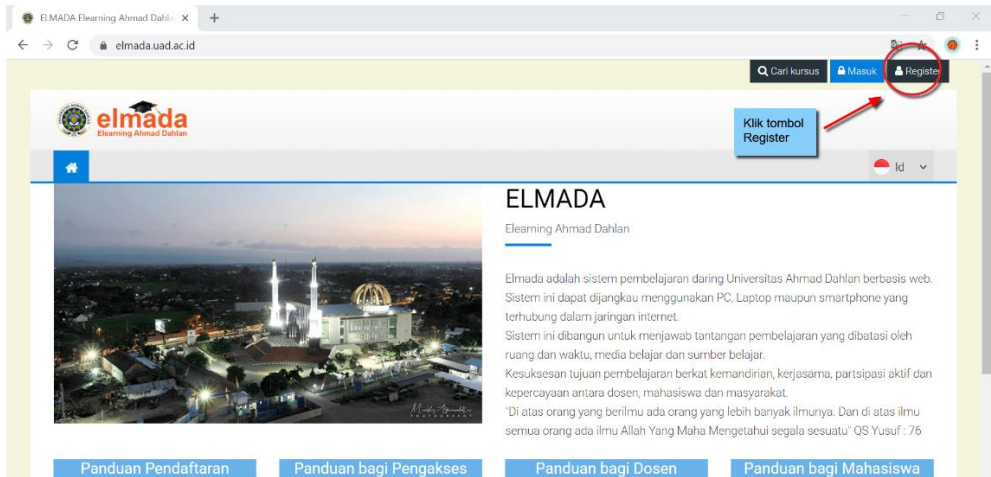 ELMADA Elearning Ahmad Dahla
elmada.uad.ac.id
Cari kursus
Masuk
Register
elmada
Elearning Ahmad Dahlan
Klik tombol
Register
Id
ELMADA
Elearning Ahmad Dahlan
Elmada adalah sistem pembelajaran daring Universitas Ahmad Dahlan berbasis web.
Sistem ini dapat dijangkau menggunakan PC, Laptop maupun smartphone yang
terhubung dalam jaringan internet.
Sistem ini dibangun untuk menjawab tantangan pembelajaran yang dibatasi oleh
ruang dan waktu, media belajar dan sumber belajar.
Kesuksesan tujuan pembelajaran berkat kemandirian, kerjasama, partsipasi aktif dan
kepercayaan antara dosen, mahasiswa dan masyarakat.
"Di atas orang yang berilmu ada orang yang lebih banyak ilmunya. Dan di atas ilmu
semua orang ada ilmu Allah Yang Maha Mengetahui segala sesuatu" QS Yusuf : 76
Panduan Pendaftaran
Panduan bagi Pengakses
Panduan bagi Dosen
Panduan bagi Mahasiswa